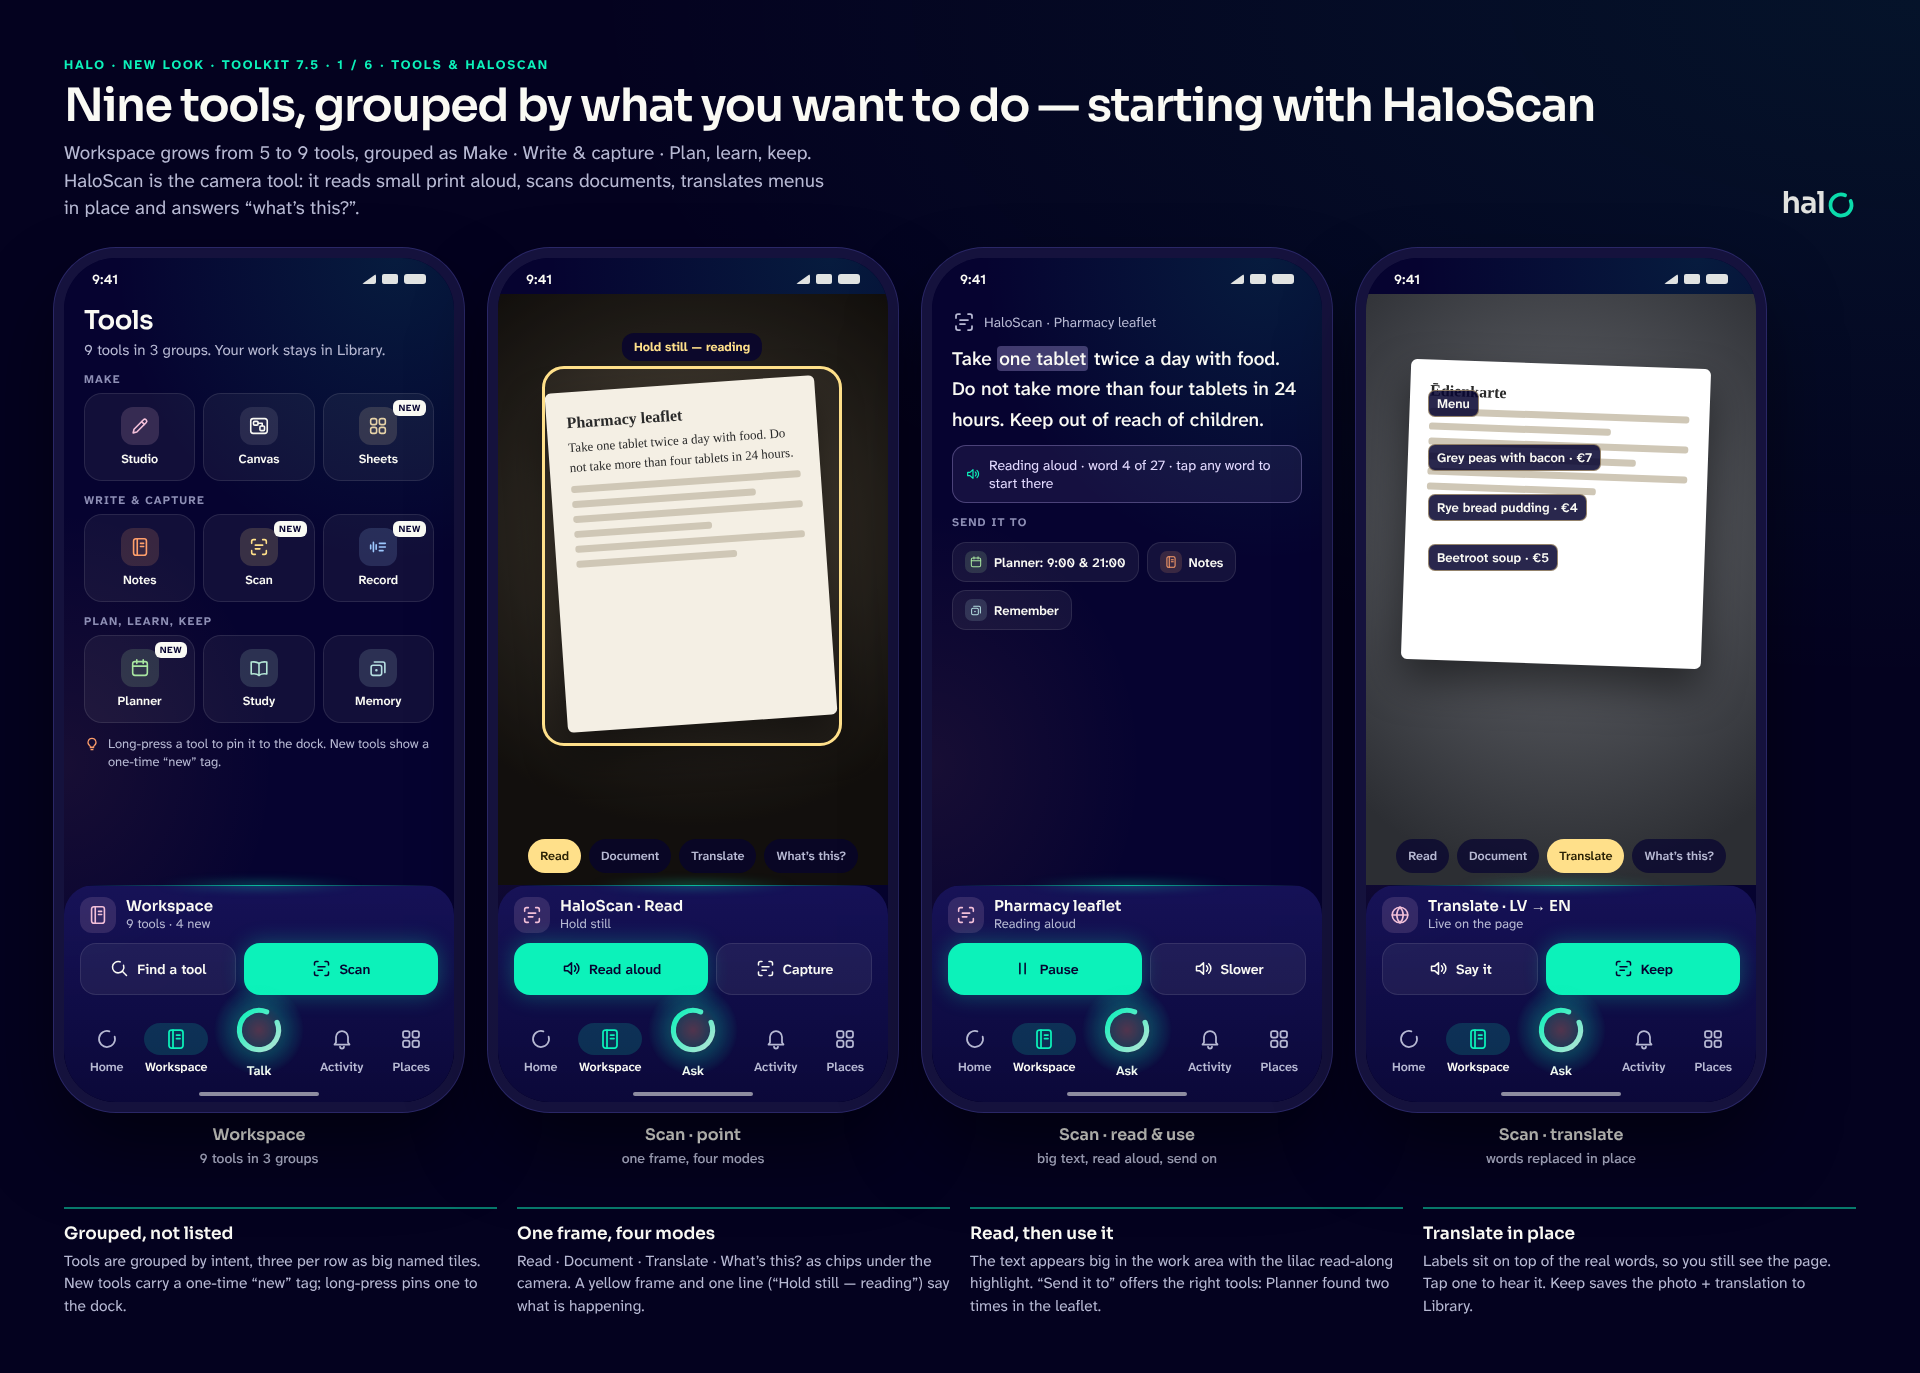 HALO · NEW LOOK · TOOLKIT 7.5 · 1 / 6 · TOOLS & HALOSCAN
Nine tools, grouped by what you want to do — starting with HaloScan
Workspace grows from 5 to 9 tools, grouped as Make · Write & capture · Plan, learn, keep.
HaloScan is the camera tool: it reads small print aloud, scans documents, translates menus
in place and answers “what’s this?”.
halo
9:41
Tools
9 tools in 3 groups. Your work stays in Library.
MAKE
Studio
Canvas
NEW
Sheets
WRITE & CAPTURE
Notes
NEW
Scan
NEW
Record
PLAN, LEARN, KEEP
NEW
Planner
Study
Memory
Long-press a tool to pin it to the dock. New tools show a
one-time “new” tag.
Workspace
9 tools · 4 new
Find a tool
Scan
Home
Workspace
Talk
Activity
Places
Workspace
9 tools in 3 groups
9:41
Hold still — reading
Pharmacy leaflet
Take one tablet twice a day with food. Do
not take more than four tablets in 24 hours.
Read
Document
Translate
What’s this?
HaloScan · Read
Hold still
Read aloud
Capture
Home
Workspace
Ask
Activity
Places
Scan · point
one frame, four modes
9:41
HaloScan · Pharmacy leaflet
Take one tablet twice a day with food.
Do not take more than four tablets in 24
hours. Keep out of reach of children.
Reading aloud · word 4 of 27 · tap any word to
start there
SEND IT TO
Planner: 9:00 & 21:00
Notes
Remember
Pharmacy leaflet
Reading aloud
Pause
Slower
Home
Workspace
Ask
Activity
Places
Scan · read & use
big text, read aloud, send on
9:41
Ēdienkarte
Menu
Grey peas with bacon · €7
Rye bread pudding · €4
Beetroot soup · €5
Read
Document
Translate
What’s this?
Translate · LV → EN
Live on the page
Say it
Keep
Home
Workspace
Ask
Activity
Places
Scan · translate
words replaced in place
Grouped, not listed
Tools are grouped by intent, three per row as big named tiles.
New tools carry a one-time “new” tag; long-press pins one to
the dock.
One frame, four modes
Read · Document · Translate · What’s this? as chips under the
camera. A yellow frame and one line (“Hold still — reading”) say
what is happening.
Read, then use it
The text appears big in the work area with the lilac read-along
highlight. “Send it to” offers the right tools: Planner found two
times in the leaflet.
Translate in place
Labels sit on top of the real words, so you still see the page.
Tap one to hear it. Keep saves the photo + translation to
Library.